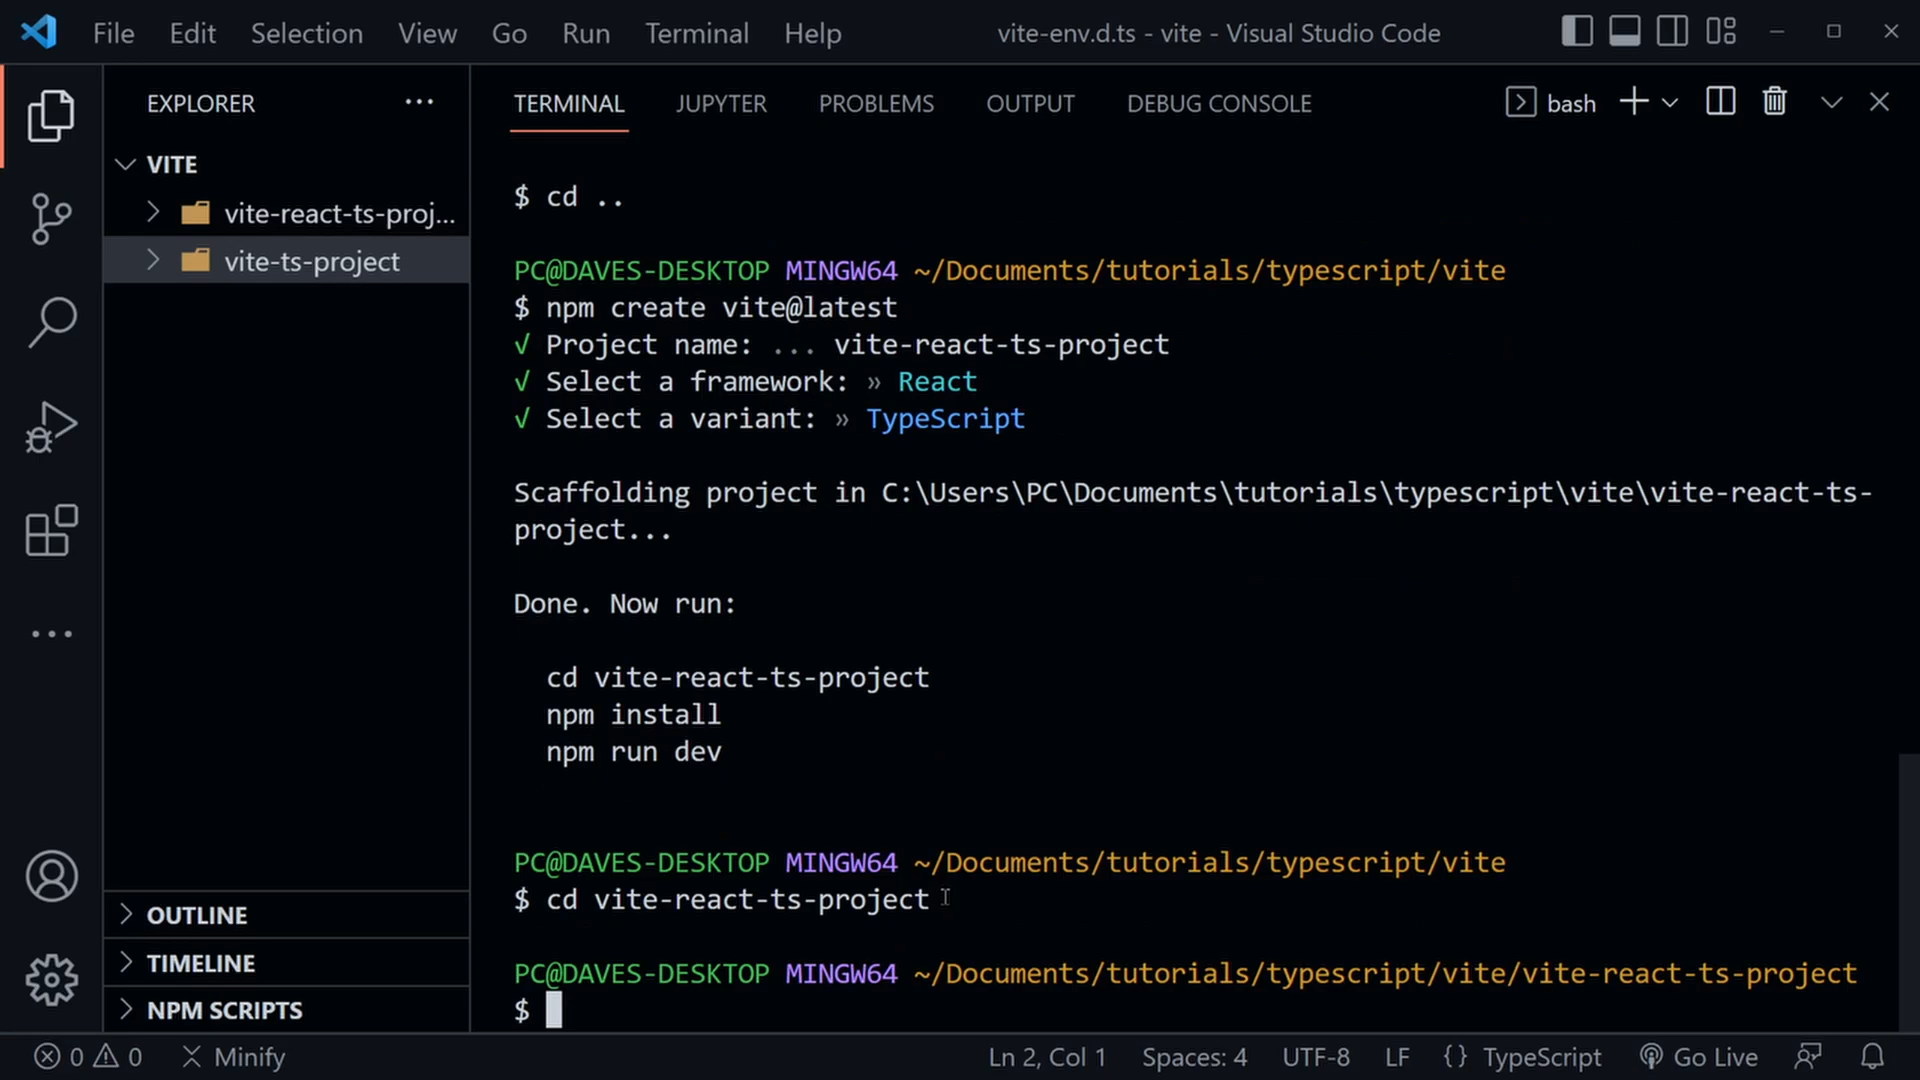 File Edit Selection View Go Run Terminal Help
vite-env.d.ts - vite - Visual Studio Code
EXPLORER
VITE
vite-react-ts-proj...
vite-ts-project
OUTLINE
TIMELINE
NPM SCRIPTS
TERMINAL JUPYTER PROBLEMS OUTPUT DEBUG CONSOLE
bash
$ cd ..
PC@DAVES-DESKTOP MINGW64 ~/Documents/tutorials/typescript/vite
$ npm create vite@latest
√ Project name: ... vite-react-ts-project
√ Select a framework: » React
√ Select a variant: » TypeScript
Scaffolding project in C:\Users\PC\Documents\tutorials\typescript\vite\vite-react-ts-
project...
Done. Now run:
cd vite-react-ts-project
npm install
npm run dev
PC@DAVES-DESKTOP MINGW64 ~/Documents/tutorials/typescript/vite
$ cd vite-react-ts-project
PC@DAVES-DESKTOP MINGW64 ~/Documents/tutorials/typescript/vite/vite-react-ts-project
$
0 0 Minify
Ln 2, Col 1 Spaces: 4 UTF-8 LF {} TypeScript Go Live